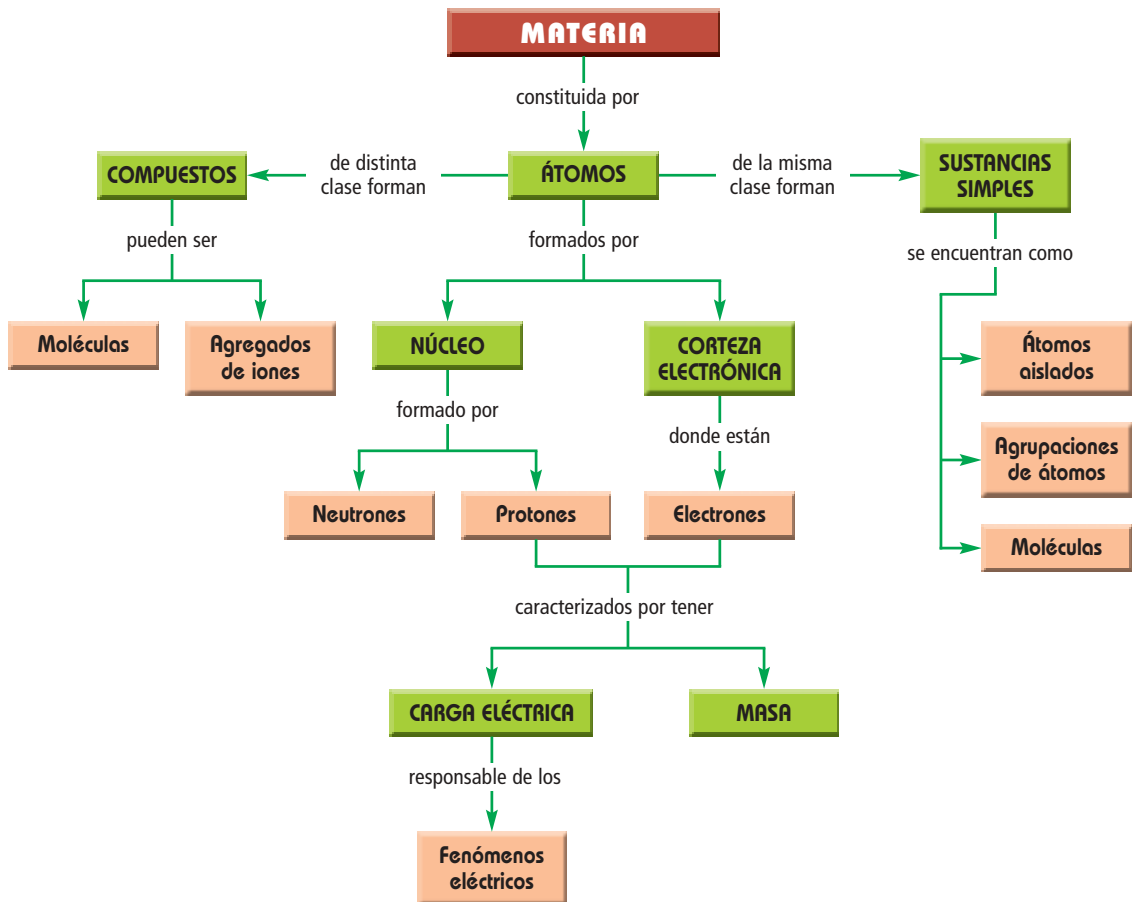 MATERIA
constituida por
COMPUESTOS
de distinta
clase forman
ÁTOMOS
de la misma
clase forman
SUSTANCIAS
SIMPLES
pueden ser
formados por
se encuentran como
Moléculas
Agregados
de iones
NÚCLEO
CORTEZA
ELECTRÓNICA
Átomos
aislados
formado por
donde están
Agrupaciones
de átomos
Neutrones
Protones
Electrones
Moléculas
caracterizados por tener
CARGA ELÉCTRICA
MASA
responsable de los
Fenómenos
eléctricos